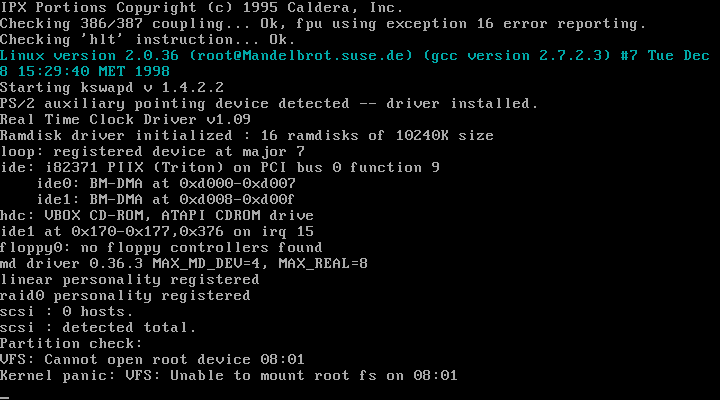 IPX Portions Copyright (c) 1995 Caldera, Inc.
Checking 386/387 coupling... Ok, fpu using exception 16 error reporting.
Checking 'hlt' instruction... Ok.
Linux version 2.0.36 (root@Mandelbrot.suse.de) (gcc version 2.7.2.3) #7 Tue Dec
8 15:29:40 MET 1998
Starting kswapd v 1.4.2.2
PS/2 auxiliary pointing device detected -- driver installed.
Real Time Clock Driver v1.09
Ramdisk driver initialized : 16 ramdisks of 10240K size
loop: registered device at major 7
ide: i82371 PIIX (Triton) on PCI bus 0 function 9
    ide0: BM-DMA at 0xd000-0xd007
    ide1: BM-DMA at 0xd008-0xd00f
hdc: VBOX CD-ROM, ATAPI CDROM drive
ide1 at 0x170-0x177,0x376 on irq 15
floppy0: no floppy controllers found
md driver 0.36.3 MAX_MD_DEV=4, MAX_REAL=8
linear personality registered
raid0 personality registered
scsi : 0 hosts.
scsi : detected total.
Partition check:
VFS: Cannot open root device 08:01
Kernel panic: VFS: Unable to mount root fs on 08:01